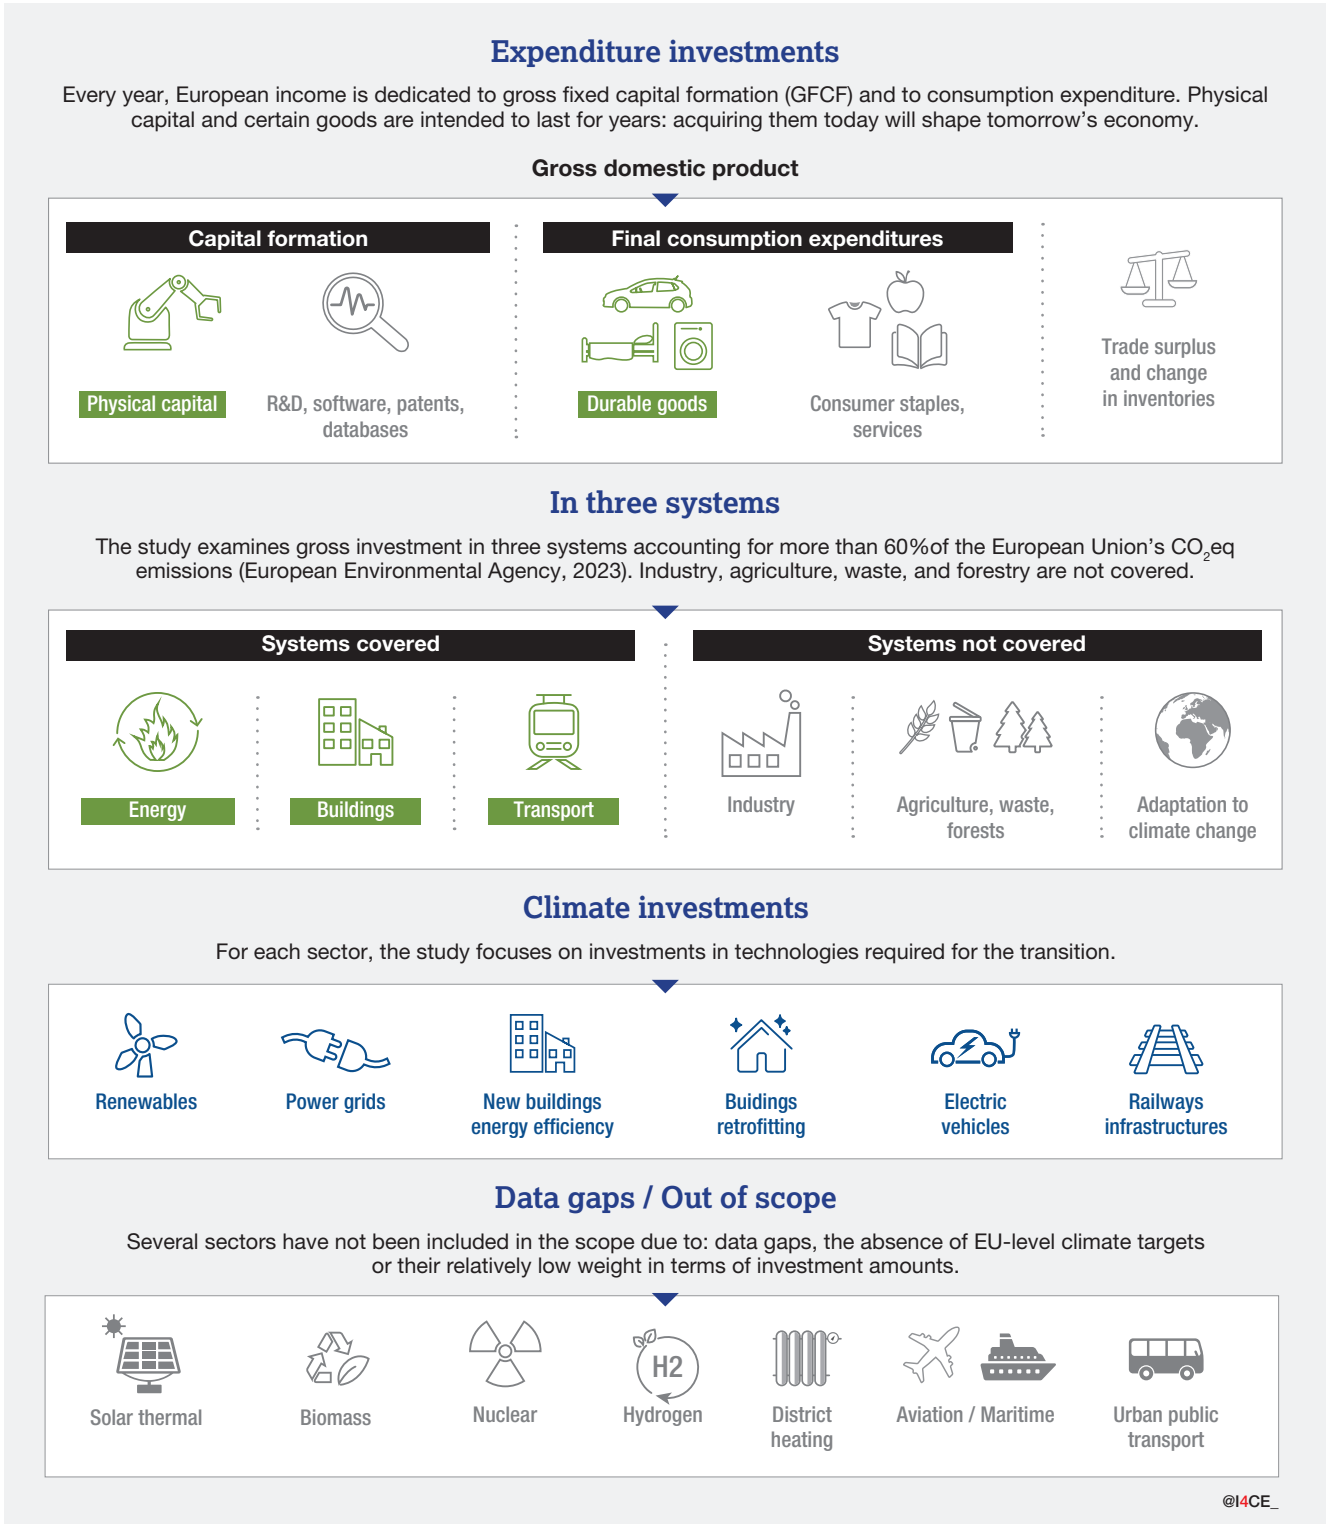 Expenditure investments
Every year, European income is dedicated to gross fixed capital formation (GFCF) and to consumption expenditure. Physical
capital and certain goods are intended to last for years: acquiring them today will shape tomorrow's economy.
Gross domestic product
Capital formation
Final consumption expenditures
Physical capital
R&D, software, patents,
databases
Durable goods
Consumer staples,
services
Trade surplus
and change
in inventories
In three systems
The study examines gross investment in three systems accounting for more than 60%of the European Union's CO2eq
emissions (European Environmental Agency, 2023). Industry, agriculture, waste, and forestry are not covered.
Systems covered
Systems not covered
Energy
Buildings
Transport
Industry
Agriculture, waste,
forests
Adaptation to
climate change
Climate investments
For each sector, the study focuses on investments in technologies required for the transition.
Renewables
Power grids
New buildings
energy efficiency
Buidings
retrofitting
Electric
vehicles
Railways
infrastructures
Data gaps / Out of scope
Several sectors have not been included in the scope due to: data gaps, the absence of EU-level climate targets
or their relatively low weight in terms of investment amounts.
H2
Solar thermal
Biomass
Nuclear
Hydrogen
District
heating
Aviation / Maritime
Urban public
transport
@I4CE_